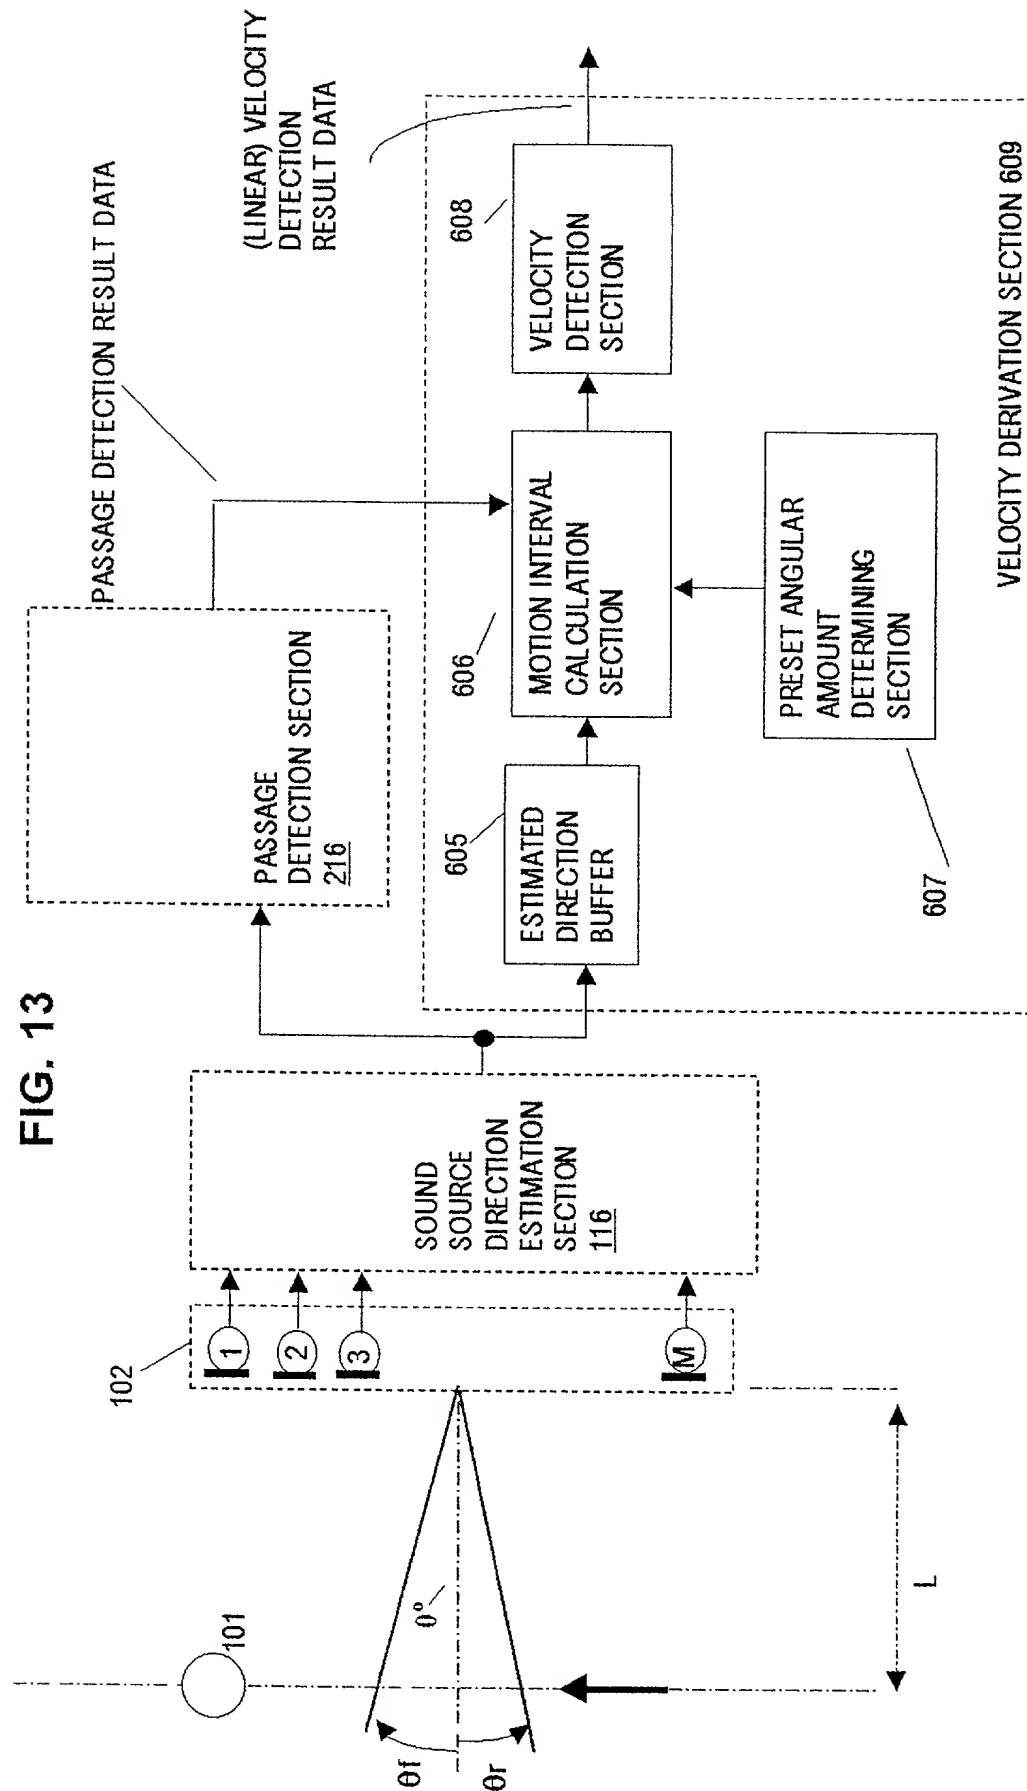 FIG. 13
101
θf
θr
0°
L
102
1
2
3
M
SOUND
SOURCE
DIRECTION
ESTIMATION
SECTION
116
PASSAGE
DETECTION SECTION
216
PASSAGE DETECTION RESULT DATA
605
ESTIMATED
DIRECTION
BUFFER
606
MOTION INTERVAL
CALCULATION
SECTION
607
PRESET ANGULAR
AMOUNT
DETERMINING
SECTION
608
VELOCITY
DETECTION
SECTION
(LINEAR) VELOCITY
DETECTION
RESULT DATA
VELOCITY DERIVATION SECTION 609